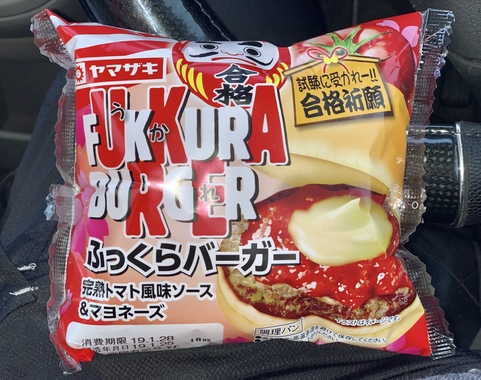 ヤマザキ
合格
試験に受かれー!!
合格祈願
FUKKURA
うかれ
BURGER
ふっくらバーガー
完熟トマト風味ソース
&マヨネーズ
調理パン
消費期限 19.1.28